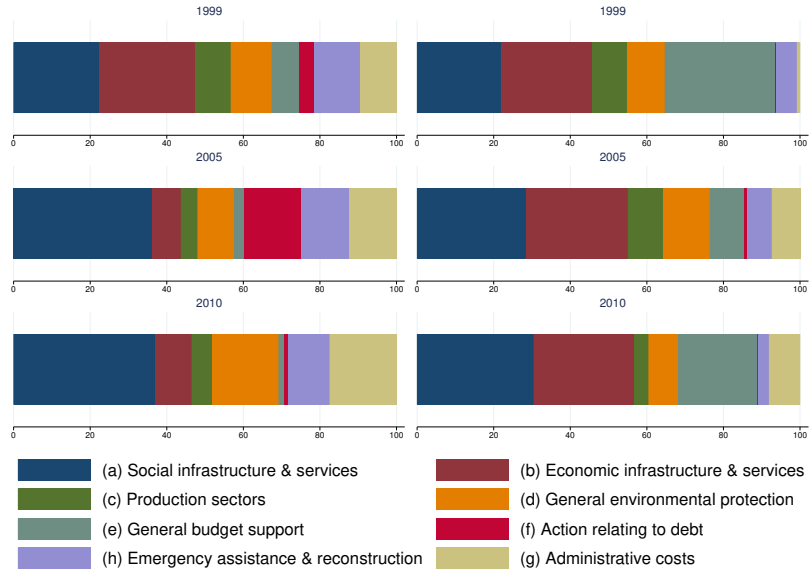 1999 1999
0 20 40 60 80 100 0 20 40 60 80 100
2005 2005
0 20 40 60 80 100 0 20 40 60 80 100
2010 2010
0 20 40 60 80 100 0 20 40 60 80 100
(a) Social infrastructure & services (b) Economic infrastructure & services
(c) Production sectors (d) General environmental protection
(e) General budget support (f) Action relating to debt
(h) Emergency assistance & reconstruction (g) Administrative costs